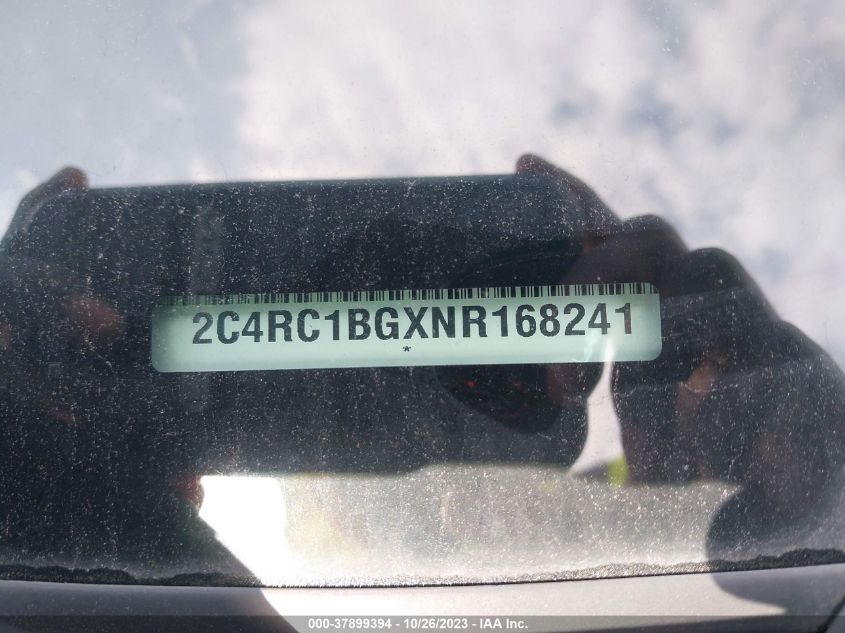 2C4RC1BGXNR168241
*
000-37899394 - 10/26/2023 - IAA Inc.